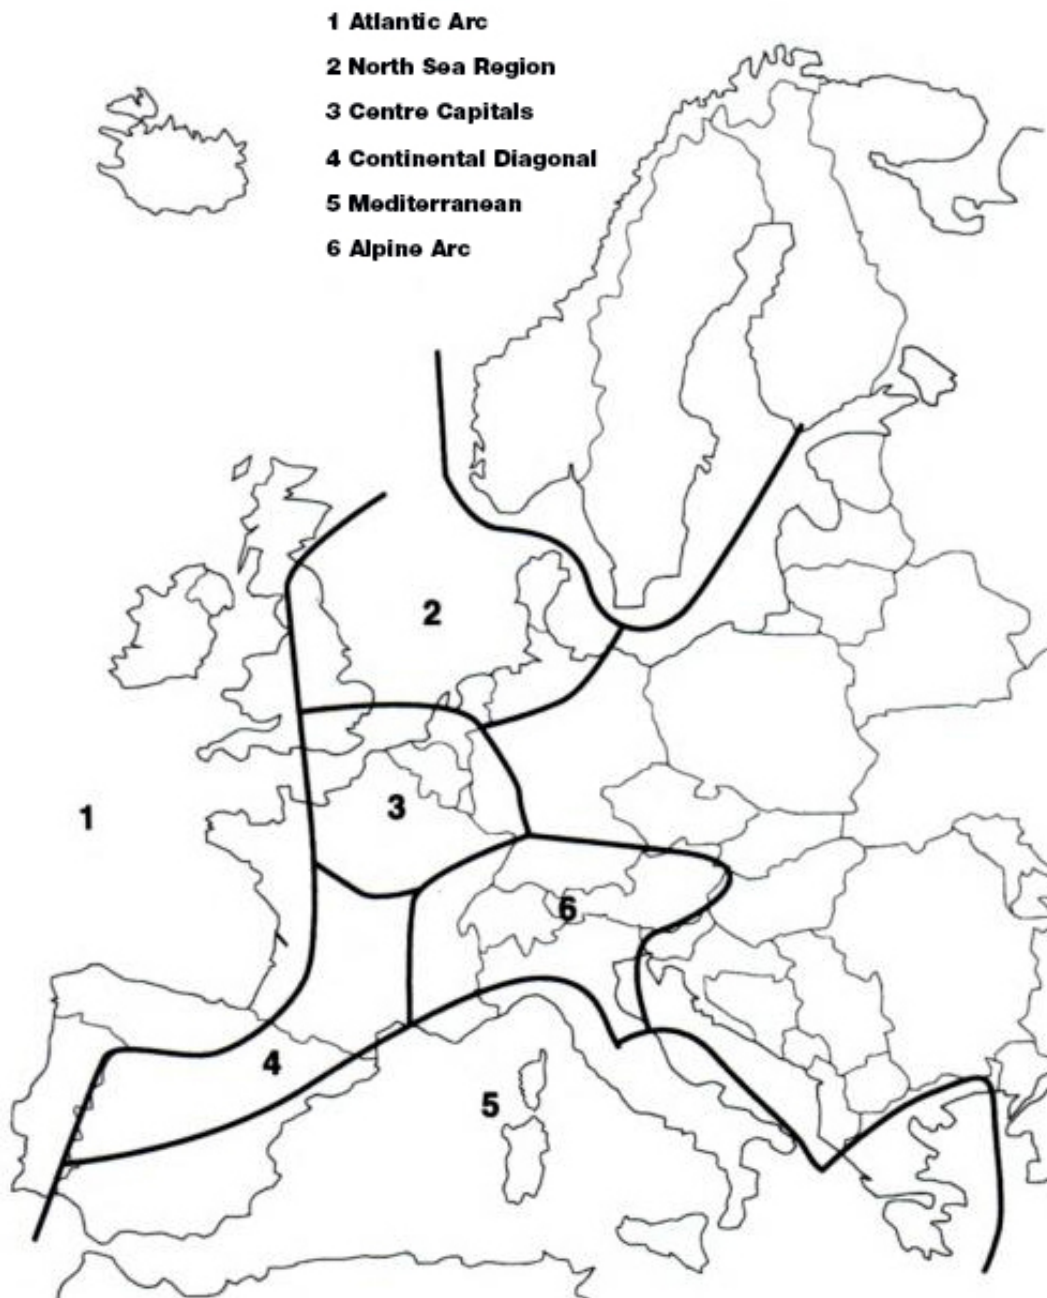 1 Atlantic Arc
2 North Sea Region
3 Centre Capitals
4 Continental Diagonal
5 Mediterranean
6 Alpine Arc
2
1
3
6
4
5